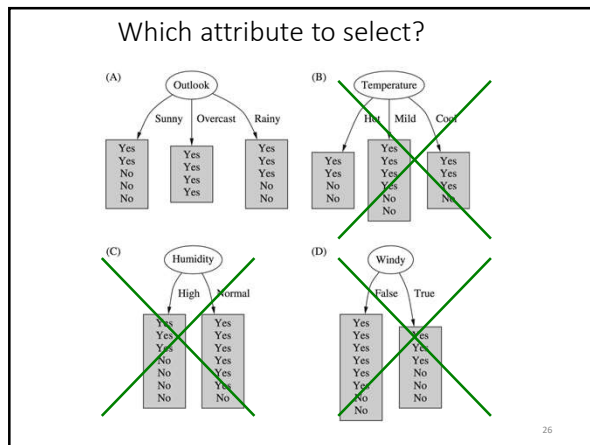 Which attribute to select?
(A)
Outlook
Sunny Overcast Rainy
Yes
Yes
No
No
No
Yes
Yes
Yes
Yes
Yes
Yes
Yes
No
No
(B)
Temperature
Hot Mild Cool
Yes
Yes
No
No
Yes
Yes
Yes
Yes
No
No
Yes
Yes
Yes
No
(C)
Humidity
High Normal
Yes
Yes
Yes
No
No
No
No
Yes
Yes
Yes
Yes
Yes
Yes
No
(D)
Windy
False True
Yes
Yes
Yes
Yes
Yes
Yes
No
No
Yes
Yes
Yes
No
No
No
26